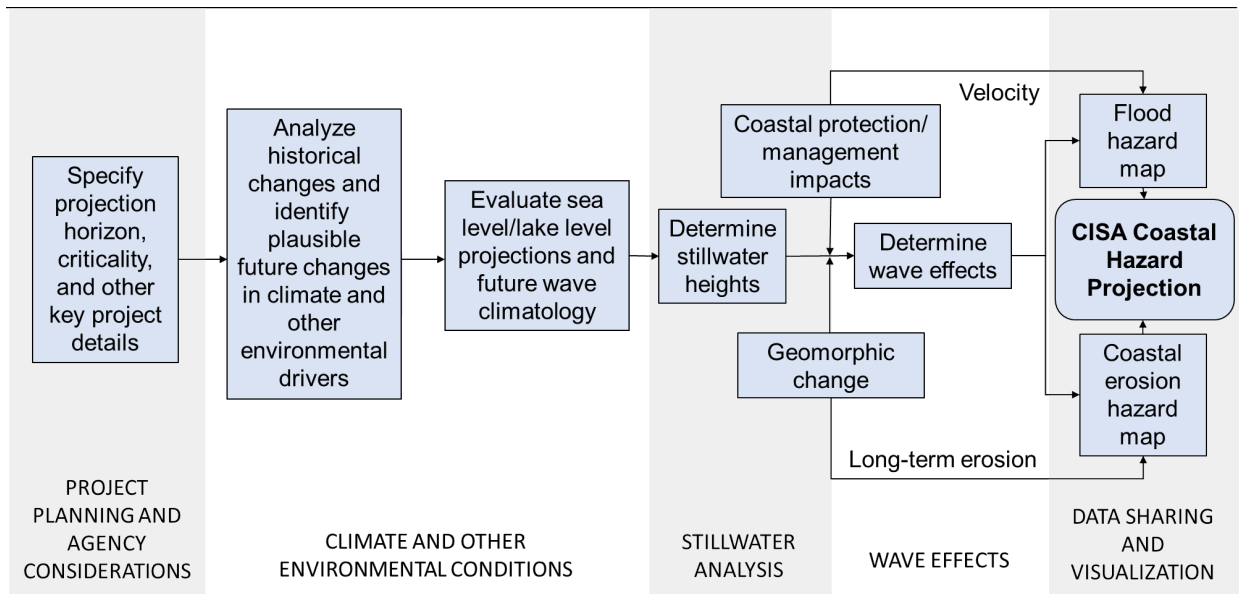 Specify
projection
horizon,
criticality,
and other
key project
details
Analyze
historical
changes and
identify
plausible
future changes
in climate and
other
environmental
drivers
Evaluate sea
level/lake level
projections and
future wave
climatology
Determine
stillwater
heights
Coastal protection/
management
impacts
Geomorphic
change
Determine
wave effects
Velocity
Long-term erosion
Flood
hazard
map
CISA Coastal
Hazard
Projection
Coastal
erosion
hazard
map
PROJECT
PLANNING AND
AGENCY
CONSIDERATIONS
CLIMATE AND OTHER
ENVIRONMENTAL CONDITIONS
STILLWATER
ANALYSIS
WAVE EFFECTS
DATA SHARING
AND
VISUALIZATION